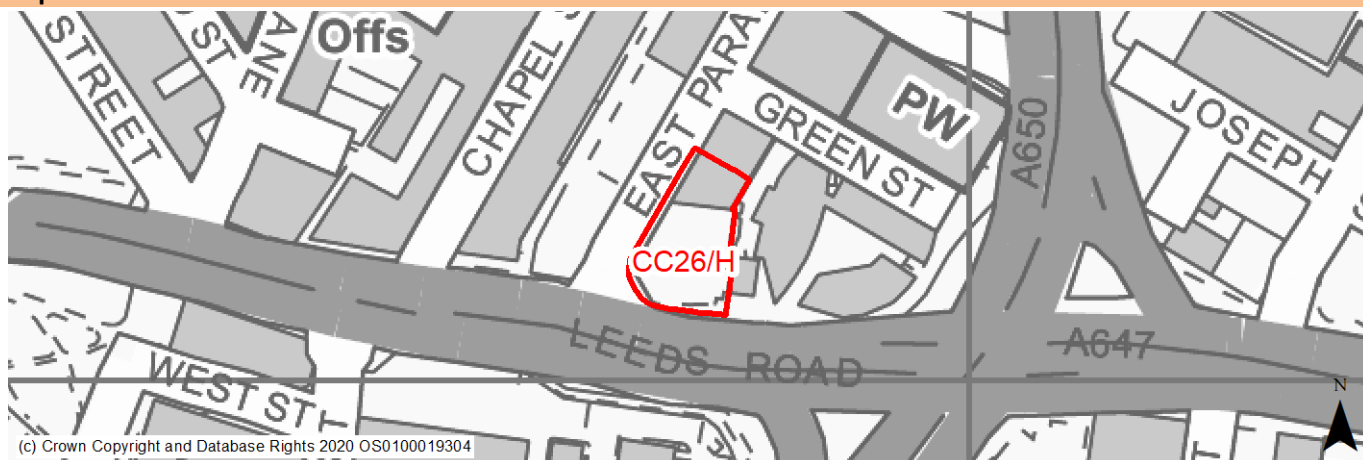 STREET
ST
ANE
Offs
CHAPEL S
EAST PARA
GREEN ST
PW
A650
JOSEPH
CC26/H
LEEDS ROAD
A647
WEST ST
N
(c) Crown Copyright and Database Rights 2020 OS0100019304